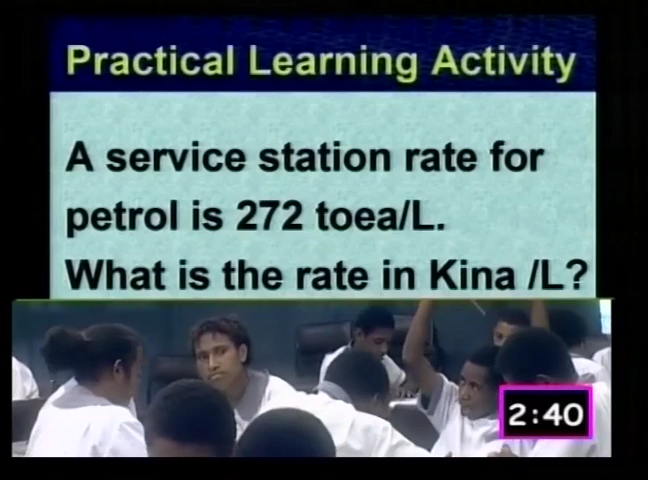 Practical Learning Activity
A service station rate for
petrol is 272 toea/L.
What is the rate in Kina /L?
2:40